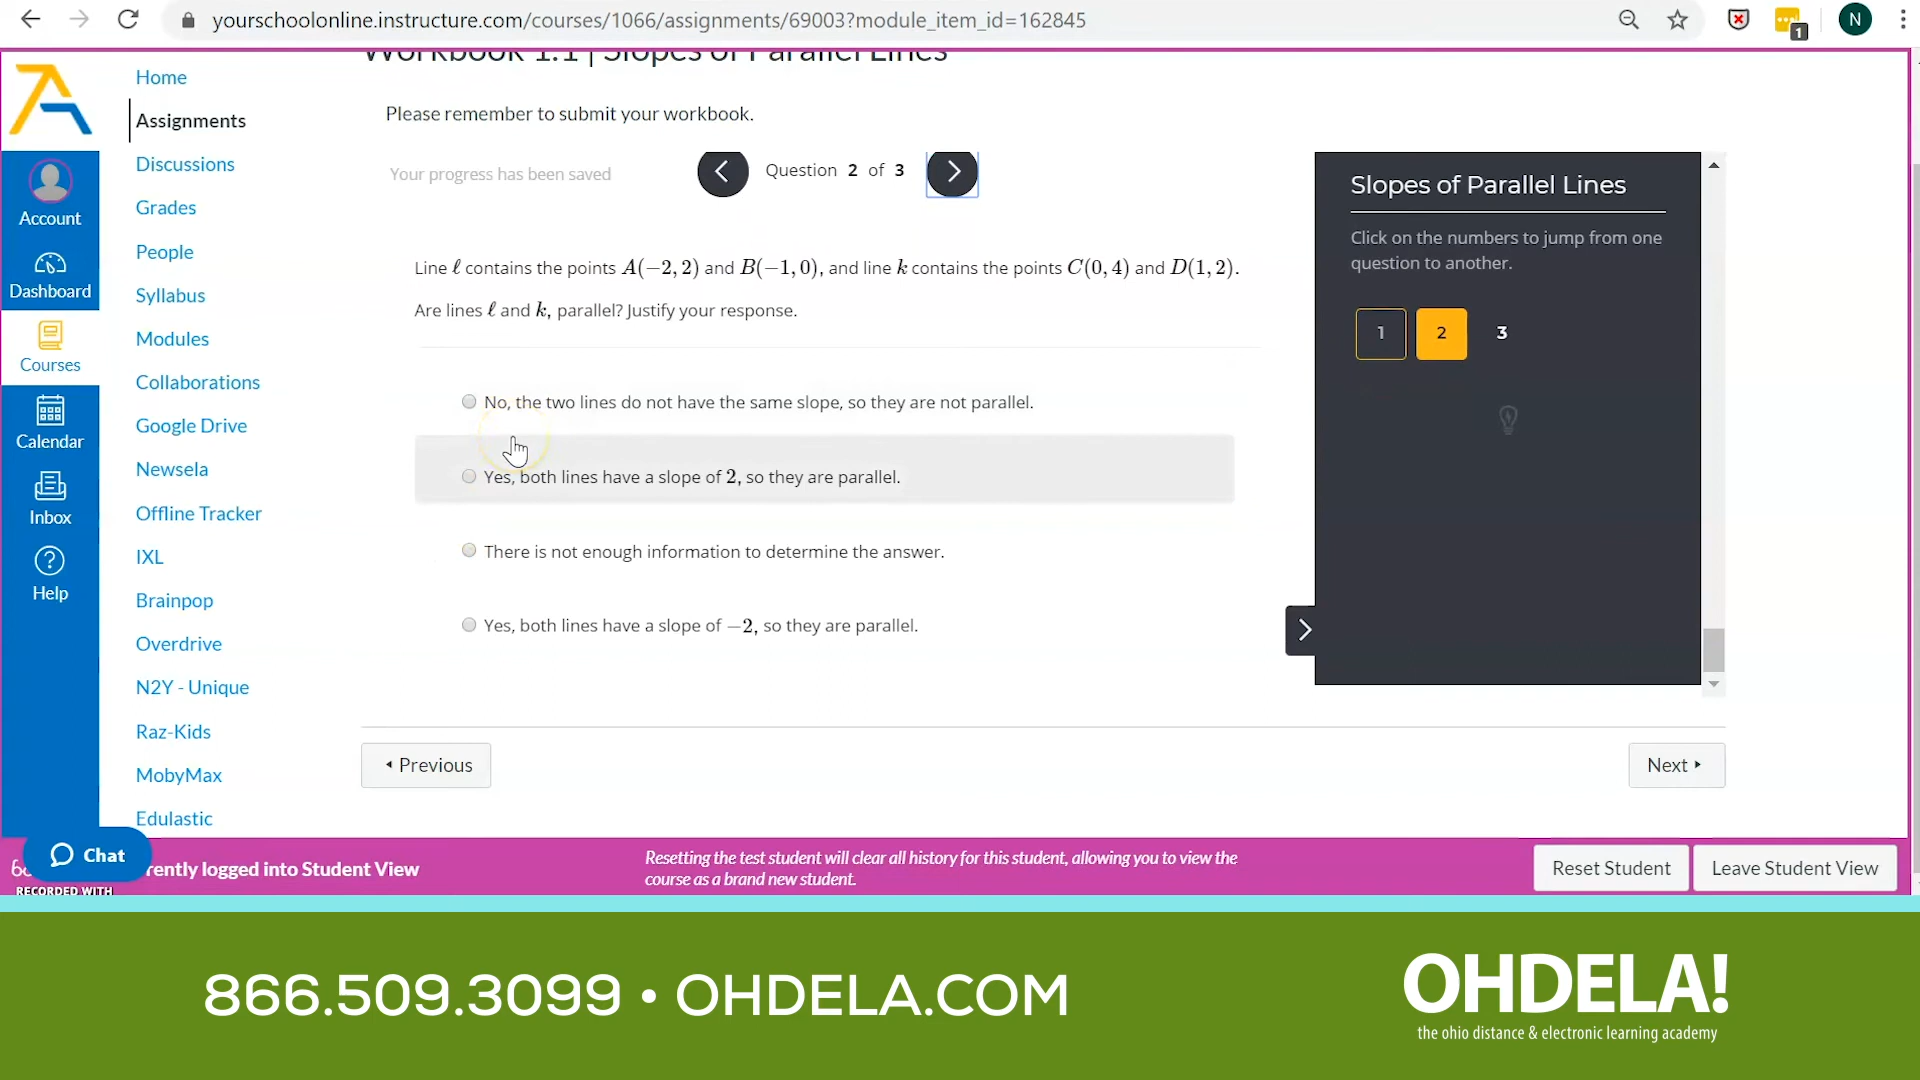 yourschoolonline.instructure.com/courses/1066/assignments/69003?module_item_id=162845
1
N
Workbook 1.1 | Slopes of Parallel Lines
Please remember to submit your workbook.
Your progress has been saved
Question 2 of 3
Line ℓ contains the points A(−2, 2) and B(−1, 0), and line k contains the points C(0, 4) and D(1, 2).
Are lines ℓ and k, parallel? Justify your response.
No, the two lines do not have the same slope, so they are not parallel.
Yes, both lines have a slope of 2, so they are parallel.
There is not enough information to determine the answer.
Yes, both lines have a slope of −2, so they are parallel.
Slopes of Parallel Lines
Click on the numbers to jump from one
question to another.
1 2 3
Previous
Next
Account
Dashboard
Courses
Calendar
Inbox
Help
Home
Assignments
Discussions
Grades
People
Syllabus
Modules
Collaborations
Google Drive
Newsela
Offline Tracker
IXL
Brainpop
Overdrive
N2Y - Unique
Raz-Kids
MobyMax
Edulastic
Chat
rently logged into Student View
RECORDED WITH
Resetting the test student will clear all history for this student, allowing you to view the
course as a brand new student.
Reset Student
Leave Student View
866.509.3099 • OHDELA.COM
OHDELA!
the ohio distance & electronic learning academy